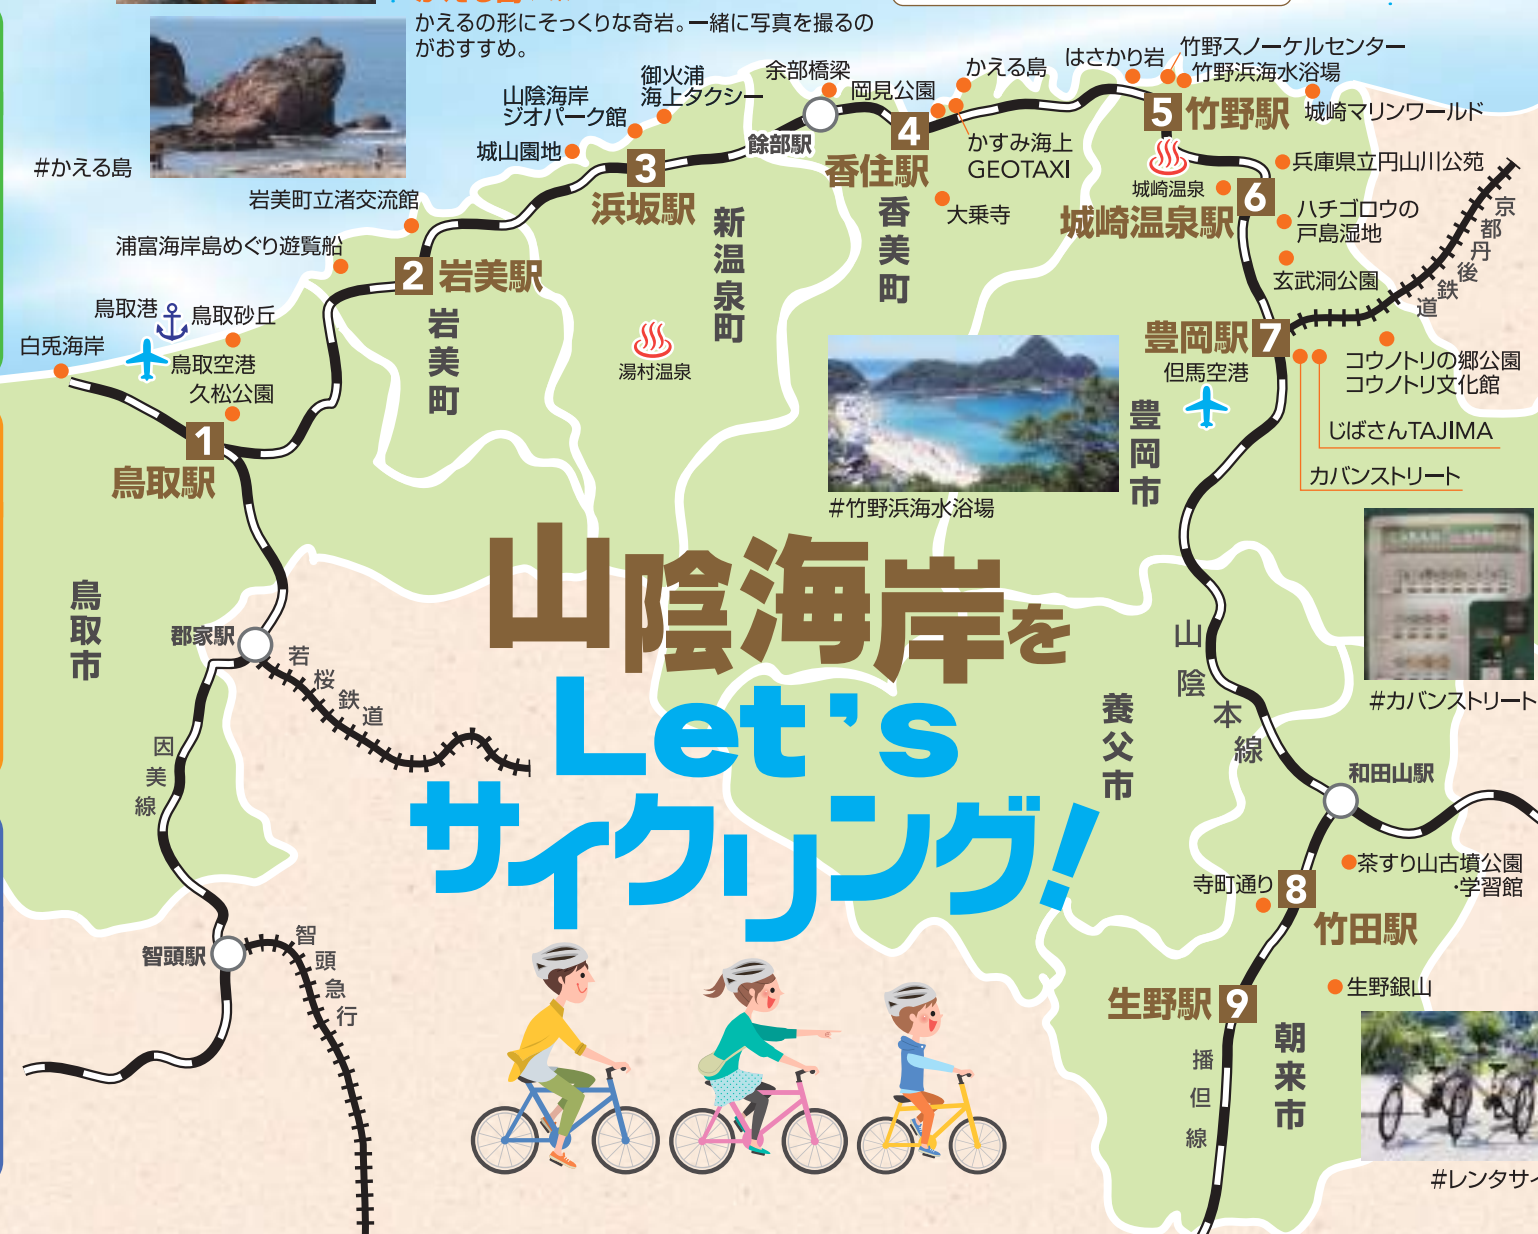 かえるの形にそっくりな奇岩。一緒に写真を撮るの
がおすすめ。
#かえる島
岩美町立渚交流館
浦富海岸島めぐり遊覧船
鳥取港
鳥取砂丘
白兎海岸
鳥取空港
久松公園
1
鳥取駅
2 岩美駅
岩美町
城山園地
山陰海岸
ジオパーク館
御火浦
海上タクシー
3
浜坂駅
新温泉町
湯村温泉
余部橋梁
餘部駅
岡見公園
かえる島
4
香住駅
香美町
かすみ海上
GEOTAXI
大乗寺
はさかり岩
竹野スノーケルセンター
竹野浜海水浴場
5 竹野駅
城崎マリンワールド
城崎温泉
兵庫県立円山川公苑
6
城崎温泉駅
ハチゴロウの
戸島湿地
玄武洞公園
京都丹後鉄道
豊岡駅 7
但馬空港
豊岡市
コウノトリの郷公園
コウノトリ文化館
じばさんTAJIMA
カバンストリート
#竹野浜海水浴場
#カバンストリート
山陰海岸を
Let's
サイクリング!
鳥取市
郡家駅
若桜鉄道
因美線
智頭駅
智頭急行
養父市
山陰本線
和田山駅
茶すり山古墳公園
・学習館
寺町通り
8
竹田駅
生野銀山
生野駅 9
朝来市
播但線
#レンタサイ